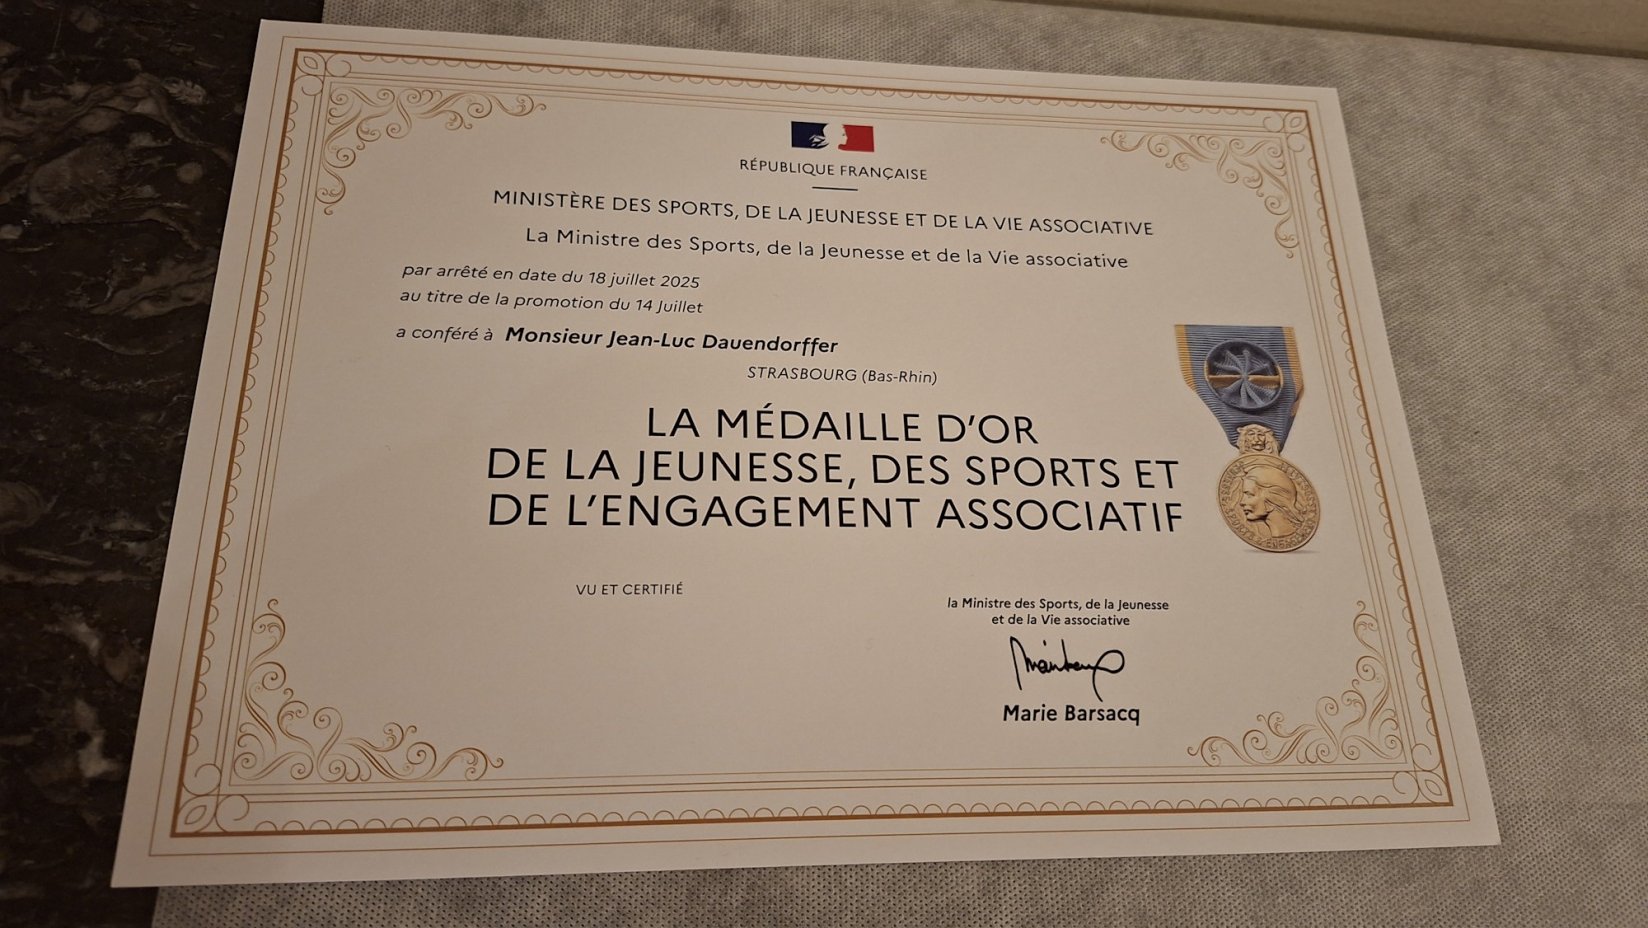 RÉPUBLIQUE FRANÇAISE
MINISTÈRE DES SPORTS, DE LA JEUNESSE ET DE LA VIE ASSOCIATIVE
La Ministre des Sports, de la Jeunesse et de la Vie associative
par arrêté en date du 18 juillet 2025
au titre de la promotion du 14 Juillet
a conféré à Monsieur Jean-Luc Dauendorffer
STRASBOURG (Bas-Rhin)
LA MÉDAILLE D'OR
DE LA JEUNESSE, DES SPORTS ET
DE L'ENGAGEMENT ASSOCIATIF
VU ET CERTIFIÉ
la Ministre des Sports, de la Jeunesse
et de la Vie associative
Marie Barsacq